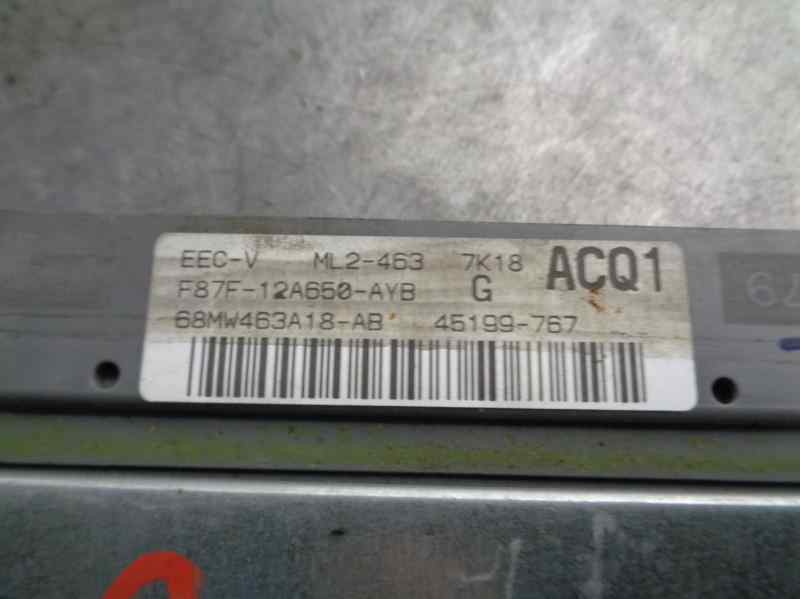 EEC-V ML2-463 7K18 ACQ1
F87F-12A650-AYB G
68MW463A18-AB 45199-767